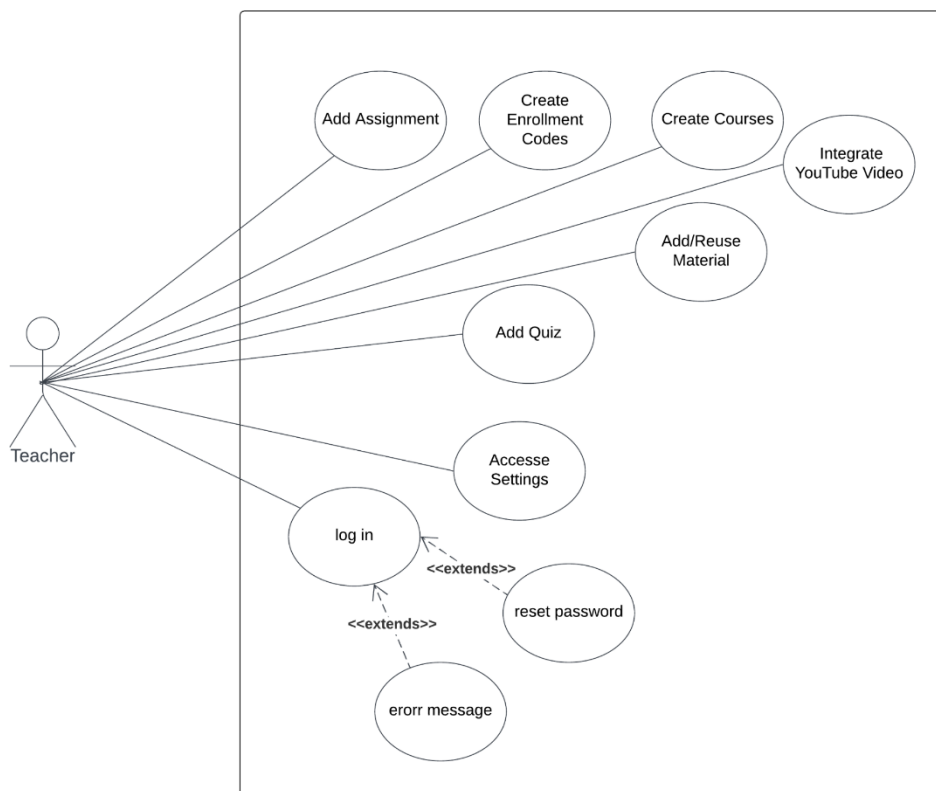 Add Assignment
Create
Enrollment
Codes
Create Courses
Integrate
YouTube Video
Add/Reuse
Material
Add Quiz
Teacher
Accesse
Settings
log in
<<extends>>
reset password
<<extends>>
erorr message